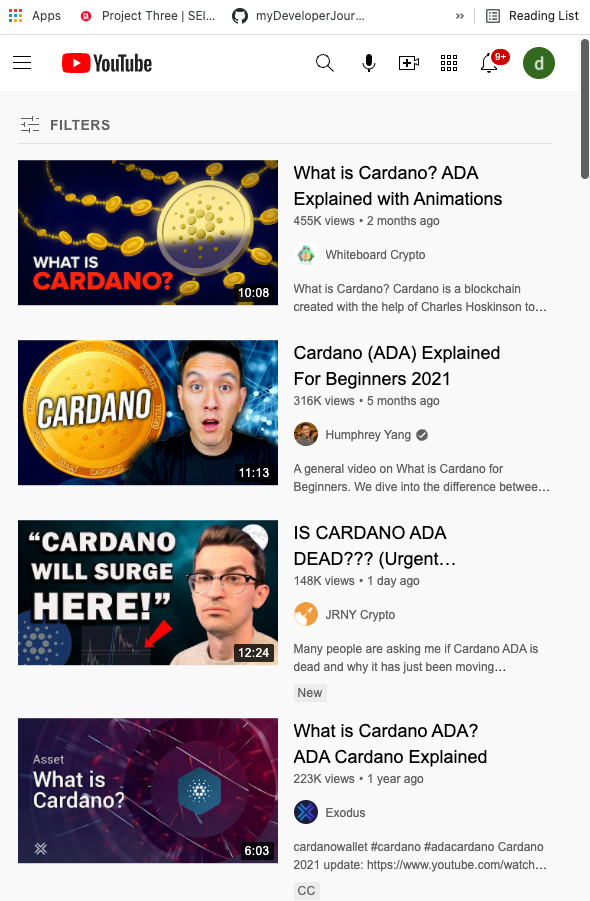 Apps
Project Three | SEI...
myDeveloperJour...
»
Reading List
YouTube
9+
d
FILTERS
WHAT IS
CARDANO?
10:08
What is Cardano? ADA
Explained with Animations
455K views • 2 months ago
Whiteboard Crypto
What is Cardano? Cardano is a blockchain
created with the help of Charles Hoskinson to...
CARDANO
11:13
Cardano (ADA) Explained
For Beginners 2021
316K views • 5 months ago
Humphrey Yang
A general video on What is Cardano for
Beginners. We dive into the difference betwee...
“CARDANO
WILL SURGE
HERE!”
12:24
IS CARDANO ADA
DEAD??? (Urgent…
148K views • 1 day ago
JRNY Crypto
Many people are asking me if Cardano ADA is
dead and why it has just been moving…
New
Asset
What is
Cardano?
6:03
What is Cardano ADA?
ADA Cardano Explained
223K views • 1 year ago
Exodus
cardanowallet #cardano #adacardano Cardano
2021 update: https://www.youtube.com/watch...
CC